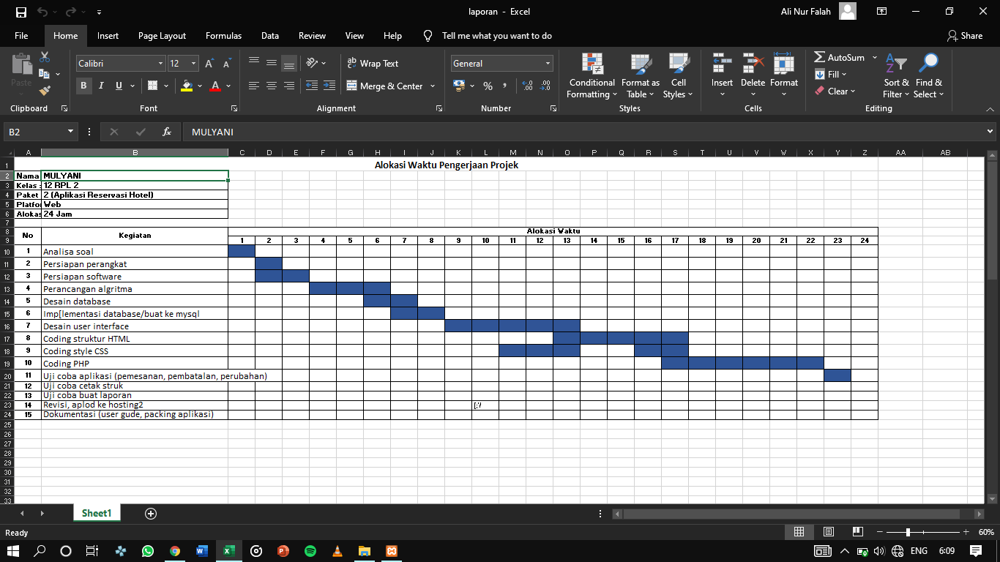 laporan - Excel
Ali Nur Falah
File Home Insert Page Layout Formulas Data Review View Help Tell me what you want to do Share
Paste
Calibri 12
B I U A
Wrap Text
Merge & Center
General
% ,
Conditional Formatting
Format as Table
Cell Styles
Insert
Delete
Format
AutoSum
Fill
Clear
Sort & Filter
Find & Select
Clipboard Font Alignment Number Styles Cells Editing
B2 fx MULYANI
A B C D E F G H I J K L M N O P Q R S T U V W X Y Z AA AB
1 Alokasi Waktu Pengerjaan Projek
2 Nama MULYANI
3 Kelas : 12 RPL 2
4 Paket 2 (Aplikasi Reservasi Hotel)
5 Platfor Web
6 Alokas 24 Jam
7
8 No Kegiatan Alokasi Waktu
9 1 2 3 4 5 6 7 8 9 10 11 12 13 14 15 16 17 18 19 20 21 22 23 24
10 1 Analisa soal
11 2 Persiapan perangkat
12 3 Persiapan software
13 4 Perancangan algritma
14 5 Desain database
15 6 Imp[lementasi database/buat ke mysql
16 7 Desain user interface
17 8 Coding struktur HTML
18 9 Coding style CSS
19 10 Coding PHP
20 11 Uji coba aplikasi (pemesanan, pembatalan, perubahan)
21 12 Uji coba cetak struk
22 13 Uji coba buat laporan
23 14 Revisi, aplod ke hosting2 [;'/
24 15 Dokumentasi (user gude, packing aplikasi)
25
26
27
28
29
30
31
32
33
Sheet1
Ready 60%
ENG 6:09